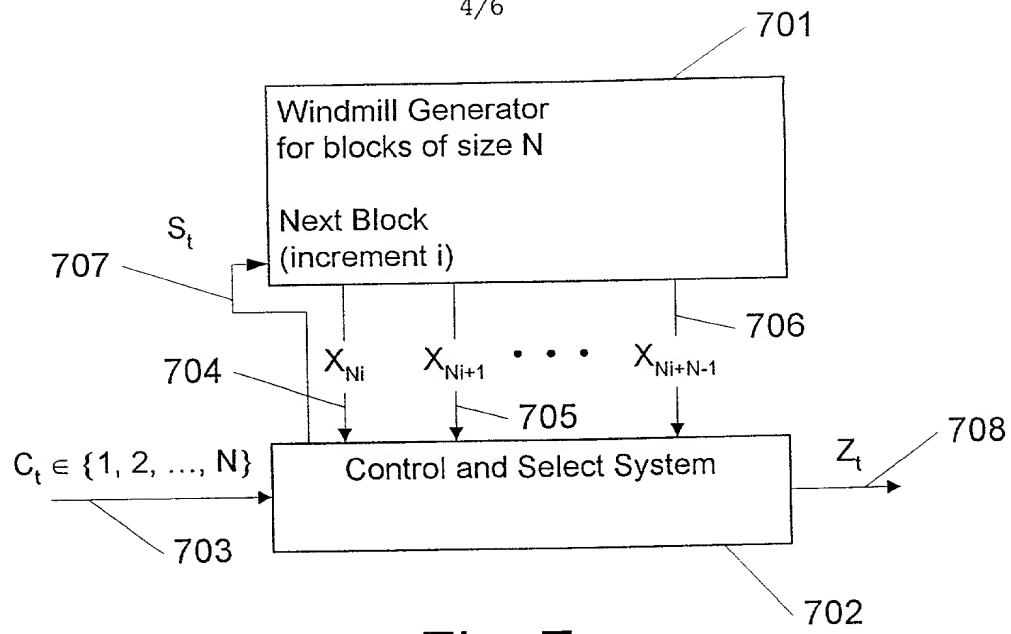 4/6
701
Windmill Generator
for blocks of size N
Next Block
(increment i)
S_t
707
706
X_Ni X_Ni+1 • • • X_Ni+N-1
704
705
708
C_t ∈ {1, 2, ..., N}
Control and Select System
Z_t
703
702